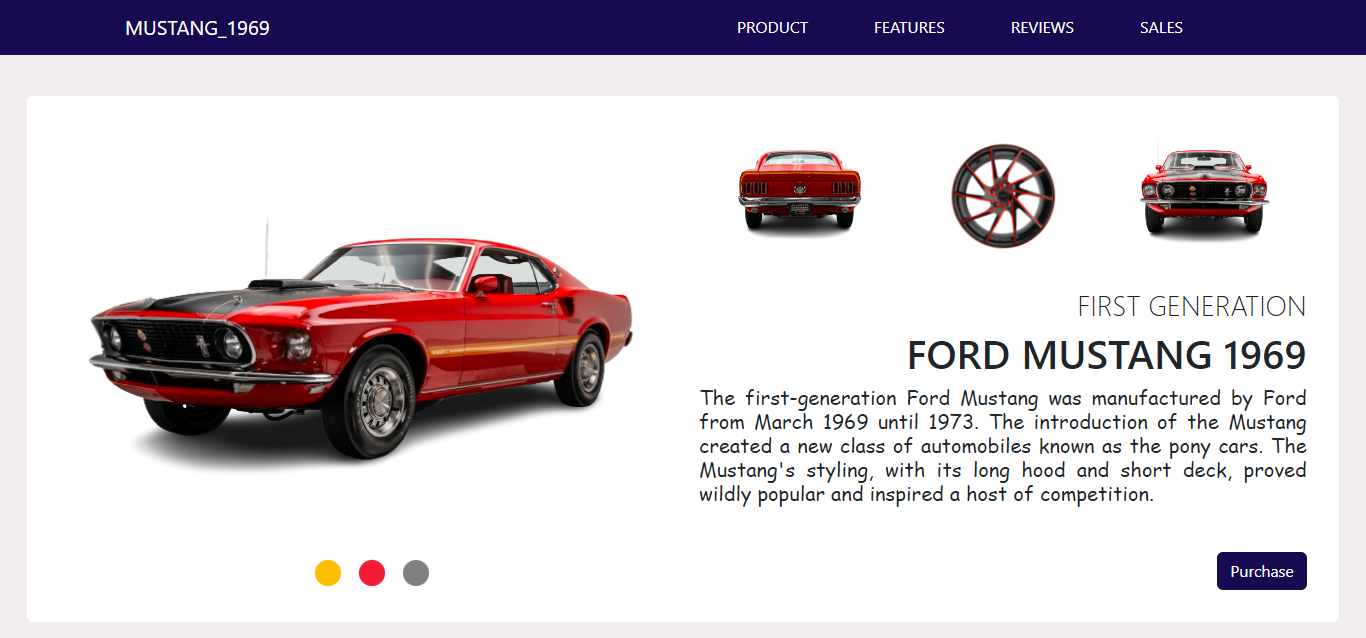 MUSTANG_1969
PRODUCT
FEATURES
REVIEWS
SALES
FIRST GENERATION
FORD MUSTANG 1969
The first-generation Ford Mustang was manufactured by Ford
from March 1969 until 1973. The introduction of the Mustang
created a new class of automobiles known as the pony cars. The
Mustang's styling, with its long hood and short deck, proved
wildly popular and inspired a host of competition.
Purchase